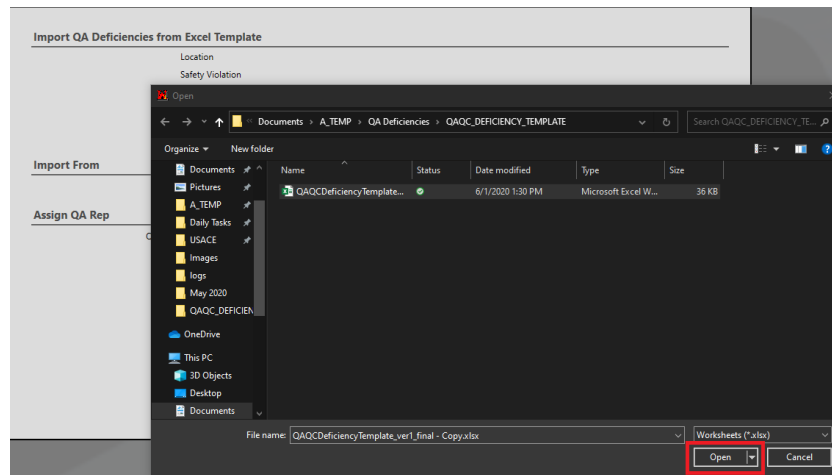 Import QA Deficiencies from Excel Template
Location
Safety Violation
Open
Documents › A_TEMP › QA Deficiencies › QAQC_DEFICIENCY_TEMPLATE
Search QAQC_DEFICIENCY_TE...
Organize
New folder
Import From
Assign QA Rep
Documents
Pictures
A_TEMP
Daily Tasks
USACE
Images
logs
May 2020
QAQC_DEFICIEN
OneDrive
This PC
3D Objects
Desktop
Documents
Name Status Date modified Type Size
QAQCDeficiencyTemplate... 6/1/2020 1:30 PM Microsoft Excel W... 36 KB
File name: QAQCDeficiencyTemplate_ver1_final - Copy.xlsx
Worksheets (*.xlsx)
Open Cancel